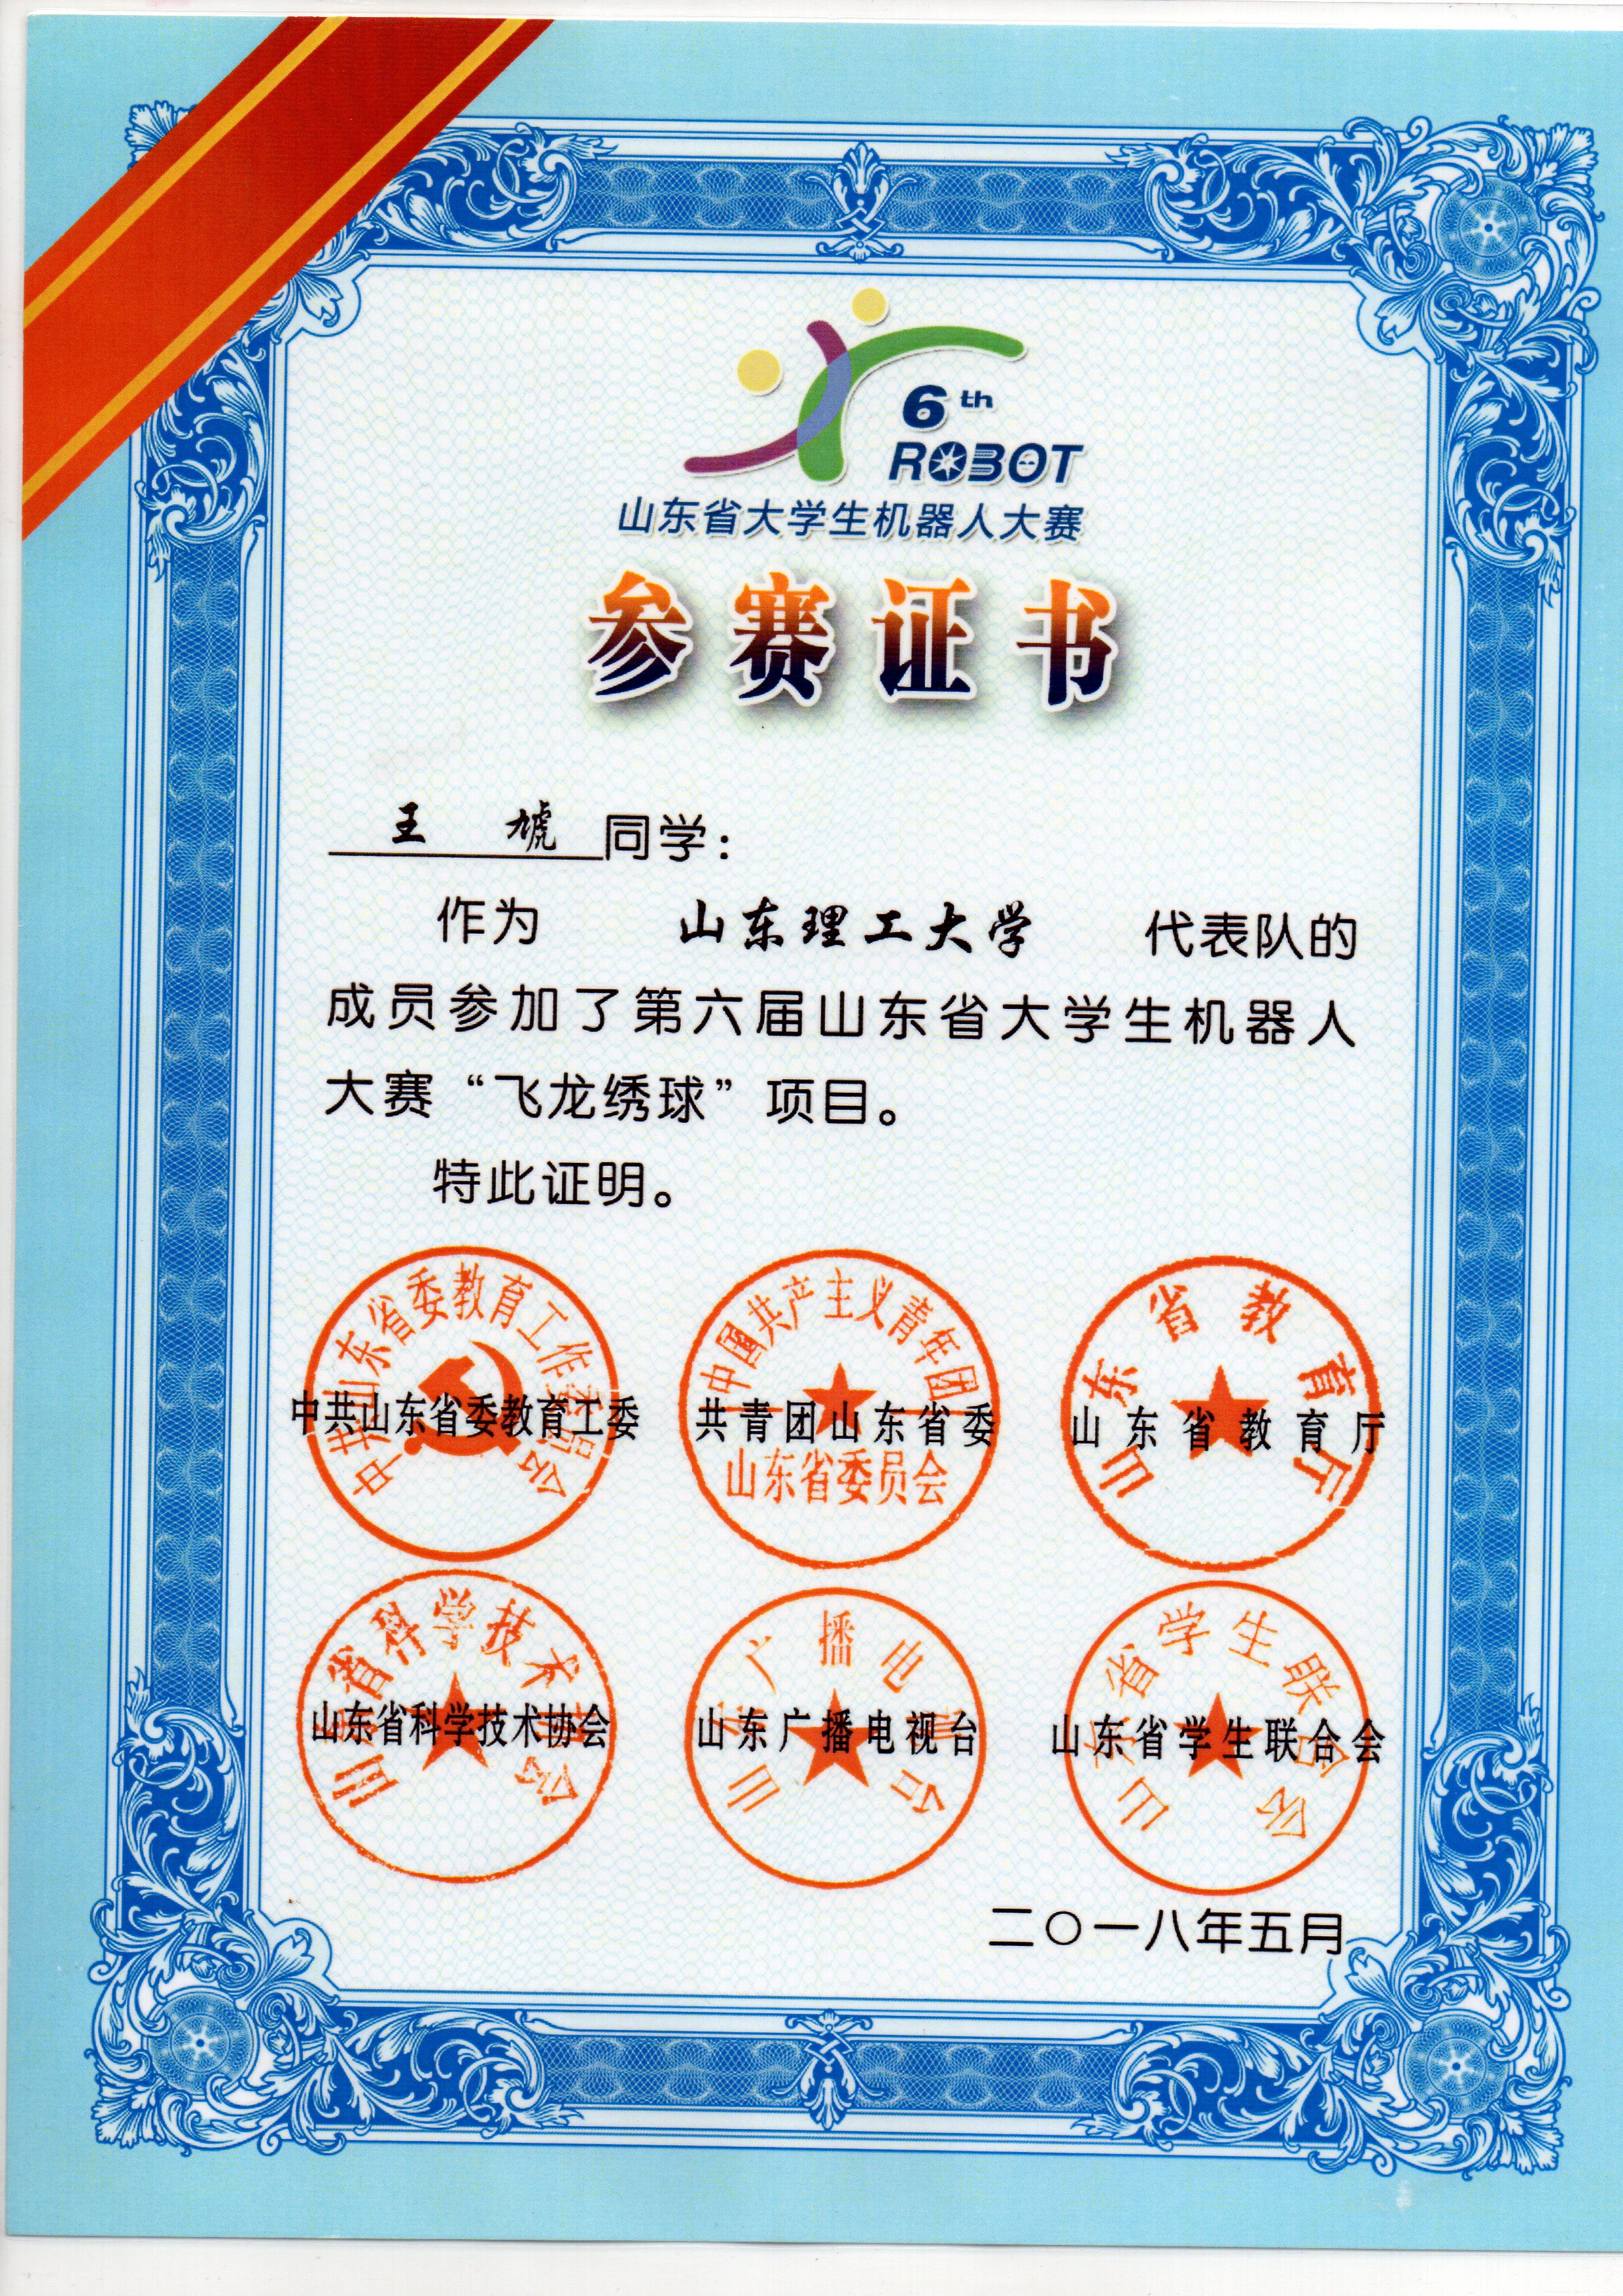 6th
ROBOT
山东省大学生机器人大赛
参赛证书
王 同学：
作为 山东理工大学 代表队的
成员参加了第六届山东省大学生机器人
大赛“飞龙绣球”项目。
特此证明。
中共山东省委教育工作委员会
中国共产主义青年团
山东省教育厅
中共山东省委教育工委
共青团山东省委
山东省教育厅
山东省委员会
山东省科学技术协会
山东广播电视台
山东省学生联合会
山东省科学技术协会
山东广播电视台
山东省学生联合会
二〇一八年五月